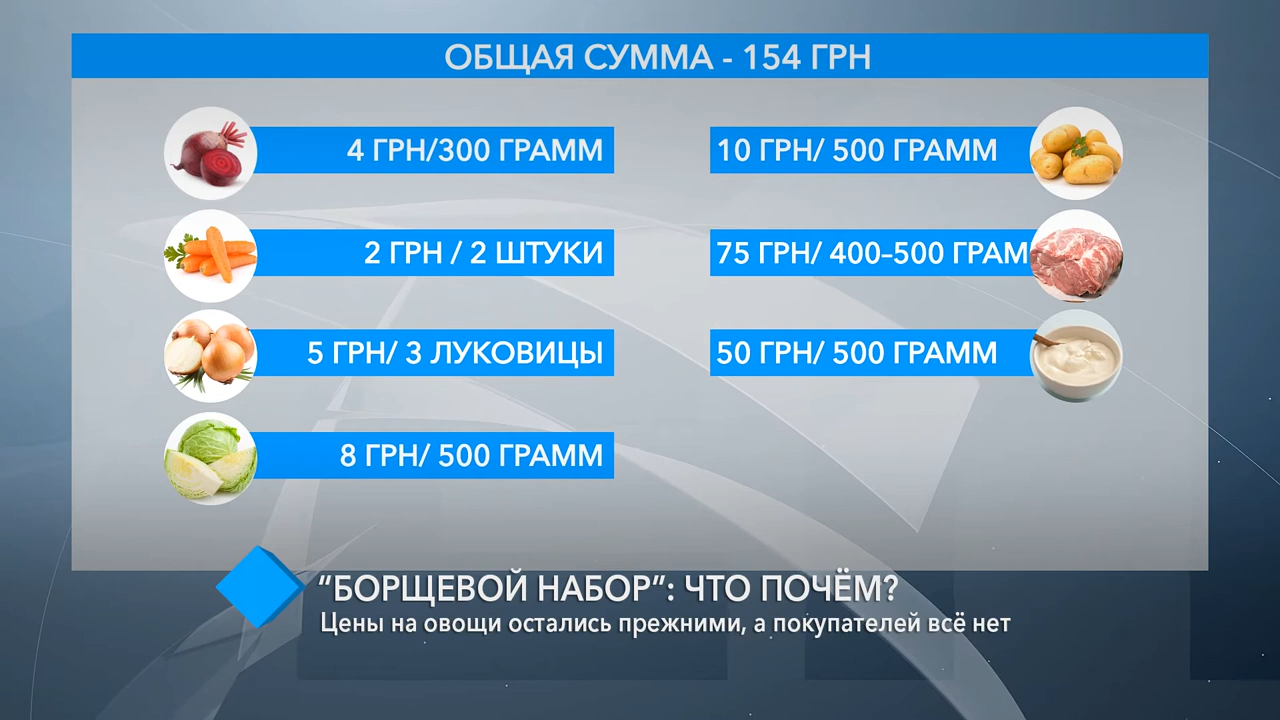 ОБЩАЯ СУММА - 154 ГРН
4 ГРН/300 ГРАММ
2 ГРН / 2 ШТУКИ
5 ГРН/ 3 ЛУКОВИЦЫ
8 ГРН/ 500 ГРАММ
10 ГРН/ 500 ГРАММ
75 ГРН/ 400–500 ГРАМ
50 ГРН/ 500 ГРАММ
“БОРЩЕВОЙ НАБОР”: ЧТО ПОЧЁМ?
Цены на овощи остались прежними, а покупателей всё нет